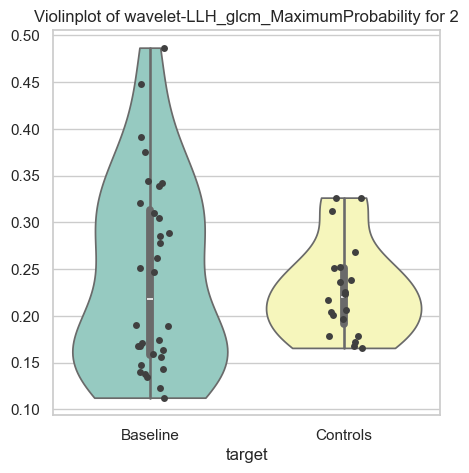 Violinplot of wavelet-LLH_glcm_MaximumProbability for 2
0.50
0.45
0.40
0.35
0.30
0.25
0.20
0.15
0.10
Baseline
Controls
target